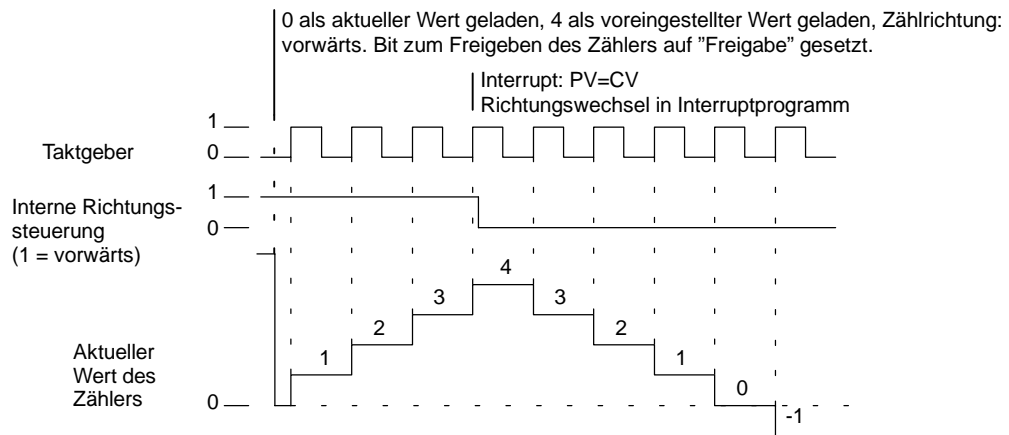 0 als aktueller Wert geladen, 4 als voreingestellter Wert geladen, Zählrichtung:
vorwärts. Bit zum Freigeben des Zählers auf ”Freigabe” gesetzt.
Interrupt: PV=CV
Richtungswechsel in Interruptprogramm
1
Taktgeber
0
1
Interne Richtungs-
steuerung
0
(1 = vorwärts)
4
3
3
2
2
1
1
Aktueller
Wert des
Zählers
0
0
-1